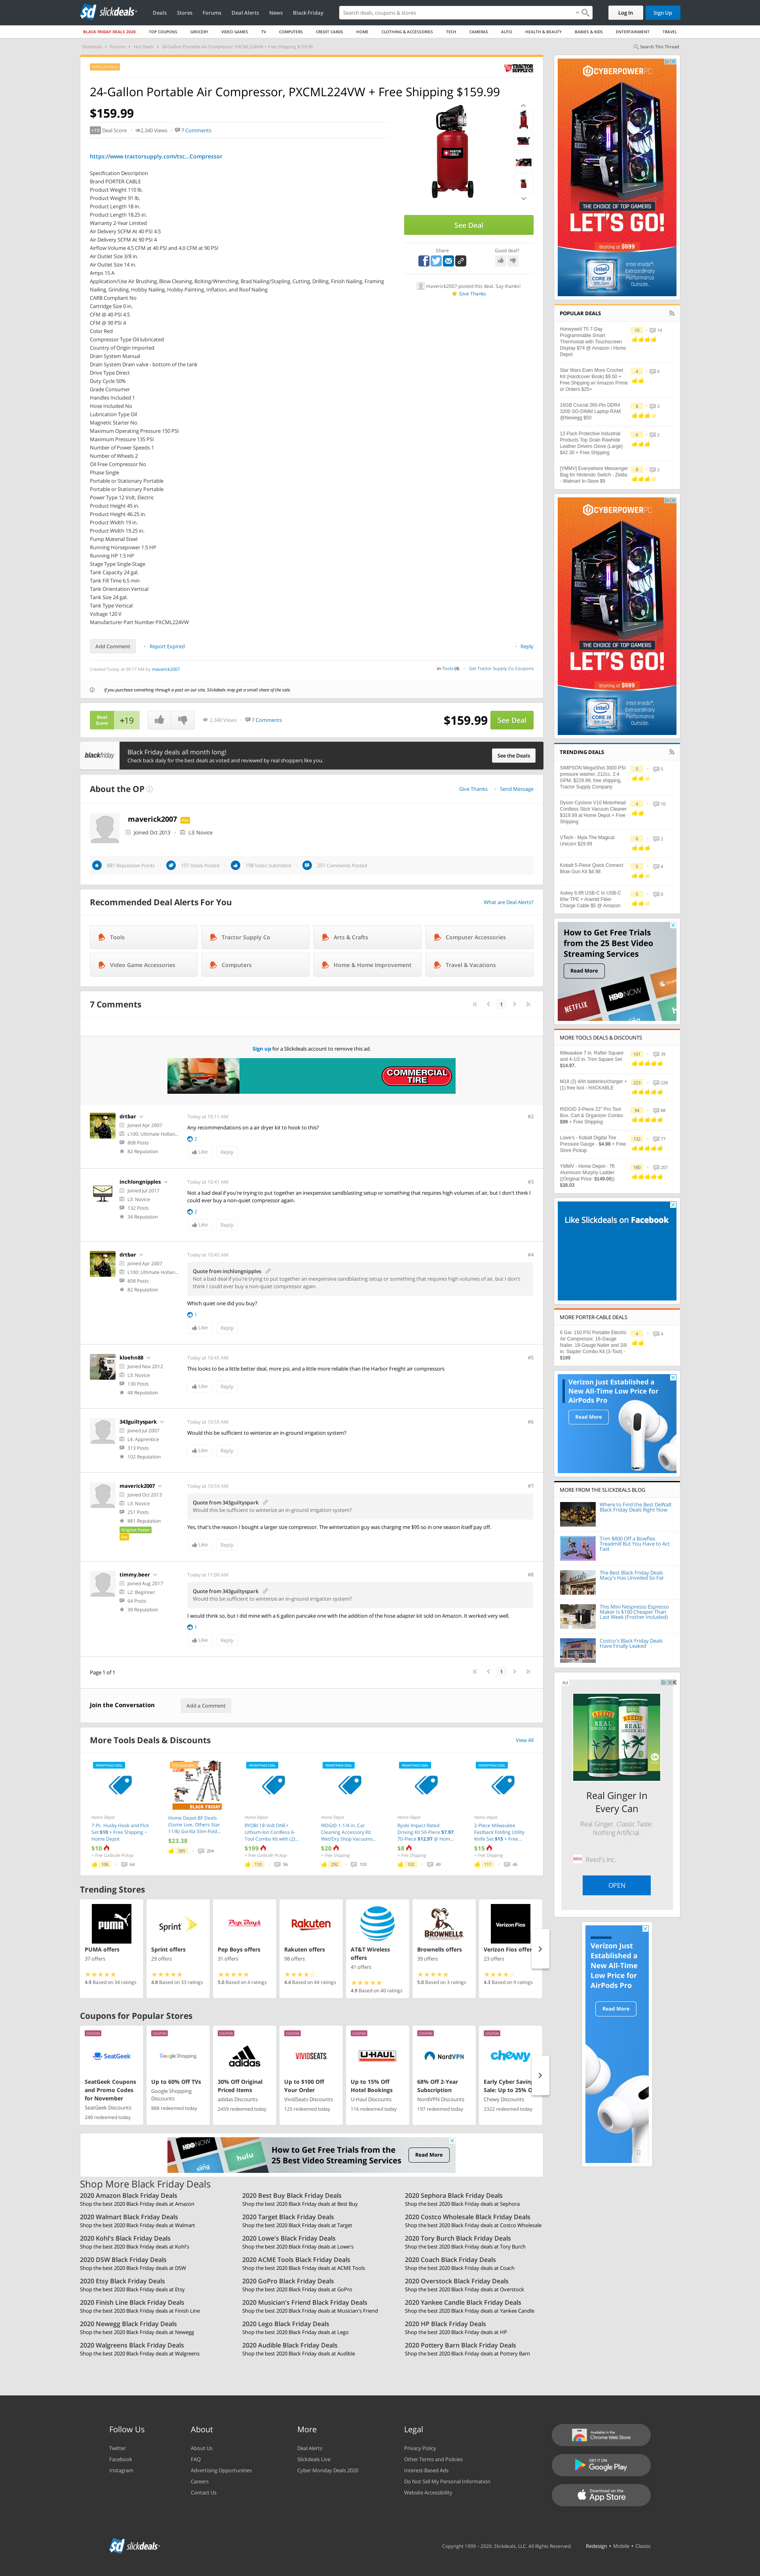 slickdeals
Deals Stores Forums Deal Alerts News Black Friday
Search deals, coupons & stores
Log In Sign Up
BLACK FRIDAY DEALS 2020 TOP COUPONS GROCERY VIDEO GAMES TV COMPUTERS CREDIT CARDS HOME CLOTHING & ACCESSORIES TECH CAMERAS AUTO HEALTH & BEAUTY BABIES & KIDS ENTERTAINMENT TRAVEL
Slickdeals > Forums > Hot Deals > 24-Gallon Portable Air Compressor, PXCML224VW + Free Shipping $159.99
Search This Thread
24-Gallon Portable Air Compressor, PXCML224VW + Free Shipping $159.99
TRACTOR SUPPLY CO
$159.99
+19 Deal Score 2,340 Views 7 Comments
https://www.tractorsupply.com/tsc...Compressor
Specification Description
Brand PORTER-CABLE
Product Weight 110 lb.
Product Weight 91 lb.
Product Length 18 in.
Product Length 18.25 in.
Warranty 2-Year Limited
Air Delivery SCFM At 40 PSI 4.5
Air Delivery SCFM At 90 PSI 4
Airflow Volume 4.5 CFM at 40 PSI and 4.0 CFM at 90 PSI
Air Outlet Size 3/8 in.
Air Outlet Size 14 in.
Amps 15 A
Application/Use Air Brushing, Blow Cleaning, Bolting/Wrenching, Brad Nailing/Stapling, Cutting, Drilling, Finish Nailing, Framing
Nailing, Grinding, Hobby Nailing, Hobby Painting, Inflation, and Roof Nailing
CARB Compliant No
Cartridge Size 0 in.
CFM @ 40 PSI 4.5
CFM @ 90 PSI 4
Color Red
Compressor Type Oil lubricated
Country of Origin Imported
Drain System Manual
Drain System Drain valve - bottom of the tank
Drive Type Direct
Duty Cycle 50%
Grade Consumer
Handles Included 1
Hose Included No
Lubrication Type Oil
Magnetic Starter No
Maximum Operating Pressure 150 PSI
Maximum Pressure 135 PSI
Number of Power Speeds 1
Number of Wheels 2
Oil Free Compressor No
Phase Single
Portable or Stationary Portable
Portable or Stationary Portable
Power Type 12 Volt, Electric
Product Height 45 in.
Product Height 46.25 in.
Product Width 19 in.
Product Width 19.25 in.
Pump Material Steel
Running Horsepower 1.5 HP
Running HP 1.5 HP
Stage Type Single-Stage
Tank Capacity 24 gal.
Tank Fill Time 6.5 min
Tank Orientation Vertical
Tank Size 24 gal.
Tank Type Vertical
Voltage 120 V
Manufacturer Part Number PXCML224VW
See Deal
Share Good deal?
maverick2007 posted this deal. Say thanks!
Give Thanks
Add Comment Report Expired Reply
Created Today at 09:17 AM by maverick2007
in Tools (4) Get Tractor Supply Co Coupons
If you purchase something through a post on our site, Slickdeals may get a small share of the sale.
Deal Score +19 2,340 Views 7 Comments $159.99 See Deal
blackfriday
Black Friday deals all month long!
Check back daily for the best deals as voted and reviewed by real shoppers like you.
See the Deals
About the OP
Give Thanks Send Message
maverick2007 Pro
Joined Oct 2013 L3: Novice
881 Reputation Points 151 Deals Posted 198 Votes Submitted 251 Comments Posted
Recommended Deal Alerts For You
What are Deal Alerts?
Tools Tractor Supply Co Arts & Crafts Computer Accessories
Video Game Accessories Computers Home & Home Improvement Travel & Vacations
7 Comments
1
Sign up for a Slickdeals account to remove this ad.
COMMERCIAL TIRE
drtbar
Joined Apr 2007
L10: Ultimate Hollan...
808 Posts
82 Reputation
Today at 10:11 AM #2
Any recommendations on a air dryer kit to hook to this?
2
Like Reply
inchlongnipples
Joined Jul 2017
L3: Novice
132 Posts
34 Reputation
Today at 10:41 AM #3
Not a bad deal if you're trying to put together an inexpensive sandblasting setup or something that requires high volumes of air, but I don't think I
could ever buy a non-quiet compressor again.
2
Like Reply
drtbar
Joined Apr 2007
L10: Ultimate Hollan...
808 Posts
82 Reputation
Today at 10:45 AM #4
Quote from inchlongnipples
Not a bad deal if you're trying to put together an inexpensive sandblasting setup or something that requires high volumes of air, but I don't
think I could ever buy a non-quiet compressor again.
Which quiet one did you buy?
1
Like Reply
kloehn88
Joined Nov 2012
L3: Novice
130 Posts
48 Reputation
Today at 10:45 AM #5
This looks to be a little better deal, more psi, and a little more reliable than the Harbor Freight air compressors
Like Reply
343guiltyspark
Joined Jul 2007
L4: Apprentice
313 Posts
102 Reputation
Today at 10:55 AM #6
Would this be sufficient to winterize an in-ground irrigation system?
Like Reply
maverick2007
Joined Oct 2013
L3: Novice
251 Posts
881 Reputation
Original Poster
Pro
Today at 10:59 AM #7
Quote from 343guiltyspark
Would this be sufficient to winterize an in-ground irrigation system?
Yes, that's the reason I bought a larger size compressor. The winterization guy was charging the $95 so in one season itself pay off.
Like Reply
timmy.beer
Joined Aug 2017
L2: Beginner
64 Posts
30 Reputation
Today at 11:00 AM #8
Quote from 343guiltyspark
Would this be sufficient to winterize an in-ground irrigation system?
I would think so, but I did mine with a 6 gallon pancake one with the addition of the hose adapter kit sold on Amazon. It worked very well.
1
Like Reply
Page 1 of 1
1
Join the Conversation Add a Comment
More Tools Deals & Discounts View All
Home Depot
7-Pc. Husky Hook and Pick Set $10 + Free Shipping ~ Home Depot
$10
+ Free Curbside Pickup
106 64
Home Depot BF Deals (Some Live, Others Star 11/8) Gorilla Slim-Fold...
$23.38
385 204
Home Depot
RYOBI 18-Volt ONE+ Lithium-Ion Cordless 6-Tool Combo Kit with (2)...
$199
+ Free Curbside Pickup
110 96
Home Depot
RIDGID 1-1/4 in. Car Cleaning Accessory Kit Wet/Dry Shop Vacuums...
$20
+ Free Shipping
292 103
Home Depot
Ryobi Impact Rated Driving Kit 50-Piece $7.97, 70-Piece $12.97 @ Hom...
$8
+ Free Shipping
102 49
Home Depot
2-Piece Milwaukee Fastback Folding Utility Knife Set $15 + Free...
$15
+ Free Shipping
111 46
Trending Stores
PUMA offers 37 offers 4.9 Based on 34 ratings
Sprint offers 29 offers 4.8 Based on 33 ratings
Pep Boys offers 31 offers 5.0 Based on 4 ratings
Rakuten offers 98 offers 4.4 Based on 44 ratings
AT&T Wireless offers 41 offers 4.9 Based on 40 ratings
Brownells offers 39 offers 5.0 Based on 3 ratings
Verizon Fios offers 23 offers 4.3 Based on 9 ratings
Coupons for Popular Stores
SeatGeek Coupons and Promo Codes for November SeatGeek Discounts 240 redeemed today
Up to 60% Off TVs Google Shopping Discounts 888 redeemed today
30% Off Original Priced Items adidas Discounts 2459 redeemed today
Up to $100 Off Your Order VividSeats Discounts 125 redeemed today
Up to 15% Off Hotel Bookings U-Haul Discounts 116 redeemed today
68% Off 2-Year Subscription NordVPN Discounts 197 redeemed today
Early Cyber Savings Sale: Up to 25% O Chewy Discounts 2322 redeemed today
How to Get Free Trials from the
25 Best Video Streaming Services
Read More
Shop More Black Friday Deals
2020 Amazon Black Friday Deals 2020 Best Buy Black Friday Deals 2020 Sephora Black Friday Deals
Shop the best 2020 Black Friday deals at Amazon Shop the best 2020 Black Friday deals at Best Buy Shop the best 2020 Black Friday deals at Sephora
2020 Walmart Black Friday Deals 2020 Target Black Friday Deals 2020 Costco Wholesale Black Friday Deals
Shop the best 2020 Black Friday deals at Walmart Shop the best 2020 Black Friday deals at Target Shop the best 2020 Black Friday deals at Costco Wholesale
2020 Kohl's Black Friday Deals 2020 Lowe's Black Friday Deals 2020 Tory Burch Black Friday Deals
Shop the best 2020 Black Friday deals at Kohl's Shop the best 2020 Black Friday deals at Lowe's Shop the best 2020 Black Friday deals at Tory Burch
2020 DSW Black Friday Deals 2020 ACME Tools Black Friday Deals 2020 Coach Black Friday Deals
Shop the best 2020 Black Friday deals at DSW Shop the best 2020 Black Friday deals at ACME Tools Shop the best 2020 Black Friday deals at Coach
2020 Etsy Black Friday Deals 2020 GoPro Black Friday Deals 2020 Overstock Black Friday Deals
Shop the best 2020 Black Friday deals at Etsy Shop the best 2020 Black Friday deals at GoPro Shop the best 2020 Black Friday deals at Overstock
2020 Finish Line Black Friday Deals 2020 Musician's Friend Black Friday Deals 2020 Yankee Candle Black Friday Deals
Shop the best 2020 Black Friday deals at Finish Line Shop the best 2020 Black Friday deals at Musician's Friend Shop the best 2020 Black Friday deals at Yankee Candle
2020 Newegg Black Friday Deals 2020 Lego Black Friday Deals 2020 HP Black Friday Deals
Shop the best 2020 Black Friday deals at Newegg Shop the best 2020 Black Friday deals at Lego Shop the best 2020 Black Friday deals at HP
2020 Walgreens Black Friday Deals 2020 Audible Black Friday Deals 2020 Pottery Barn Black Friday Deals
Shop the best 2020 Black Friday deals at Walgreens Shop the best 2020 Black Friday deals at Audible Shop the best 2020 Black Friday deals at Pottery Barn
CYBERPOWERPC
THE CHOICE OF TOP GAMERS
LET'S GO!
Starting at $599
Intel® Inside®.
Extraordinary
Performance
Outside.
POPULAR DEALS
Honeywell T5 7-Day Programmable Smart Thermostat with Touchscreen Display $74 @ Amazon / Home Depot 10 14
Star Wars Even More Crochet Kit (Hardcover Book) $9.50 + Free Shipping w/ Amazon Prime or Orders $25+ 4
16GB Crucial 260-Pin DDR4 3200 SO-DIMM Laptop RAM @Newegg $50
12-Pack Protective Industrial Products Top Grain Rawhide Leather Drivers Glove (Large) $42.30 + Free Shipping
[YMMV] Everywhere Messenger Bag for Nintendo Switch - Zelda - Walmart In-Store $9
CYBERPOWERPC
THE CHOICE OF TOP GAMERS
LET'S GO!
Starting at $599
Intel® Inside®.
Extraordinary
Performance
Outside.
TRENDING DEALS
SIMPSON MegaShot 3000 PSI pressure washer, 212cc, 2.4 GPM, $229.99, free shipping, Tractor Supply Company
Dyson Cyclone V10 Motorhead Cordless Stick Vacuum Cleaner $319.99 at Home Depot + Free Shipping
VTech - Myla The Magical Unicorn $29.99
Kobalt 5-Piece Quick Connect Blow Gun Kit $4.98
Aukey 6.6ft USB-C to USB-C 60w TPE + Aramid Fiber Charge Cable $5 @ Amazon
How to Get Free Trials
from the 25 Best Video
Streaming Services
Read More
NETFLIX HBO NOW hulu
MORE TOOLS DEALS & DISCOUNTS
Milwaukee 7 in. Rafter Square and 4-1/2 in. Trim Square Set $14.97. 101 39
M18 (2) 4Ah batteries/charger + (1) free tool - HACKABLE 223 228
RIDGID 3-Piece 22" Pro Tool Box, Cart & Organizer Combo $99 + Free Shipping 94 88
Lowe's - Kobalt Digital Tire Pressure Gauge - $4.98 + Free Store Pickup 132 77
YMMV - Home Depot - 7ft Aluminum Murphy Ladder ((Original Price: $149.00)) $38.03 180 207
Like Slickdeals on Facebook
MORE PORTER-CABLE DEALS
6 Gal. 150 PSI Portable Electric Air Compressor, 16-Gauge Nailer, 18-Gauge Nailer and 3/8 in. Stapler Combo Kit (3-Tool) - $199 4 4
Verizon Just Established a
New All-Time Low Price for
AirPods Pro
Read More
MORE FROM THE SLICKDEALS BLOG
Where to Find the Best DeWalt Black Friday Deals Right Now
Trim $800 Off a Bowflex Treadmill But You Have to Act Fast
The Best Black Friday Deals Macy's Has Unveiled So Far
This Mini Nespresso Espresso Maker Is $100 Cheaper Than Last Week (Frother Included)
Costco's Black Friday Deals Have Finally Leaked
Ad
REED'S REAL GINGER ALE
Real Ginger In
Every Can
Real Ginger. Classic Taste.
Nothing Artificial.
Reed's Inc.
OPEN
Verizon Just
Established a
New All-Time
Low Price for
AirPods Pro
Read More
Follow Us
Twitter
Facebook
Instagram
About
About Us
FAQ
Advertising Opportunities
Careers
Contact Us
More
Deal Alerts
Slickdeals Live
Cyber Monday Deals 2020
Legal
Privacy Policy
Other Terms and Policies
Interest-Based Ads
Do Not Sell My Personal Information
Website Accessibility
Available in the
Chrome Web Store
GET IT ON
Google Play
Download on the
App Store
slickdeals
Copyright 1999 - 2020. Slickdeals, LLC. All Rights Reserved. Redesign • Mobile • Classic